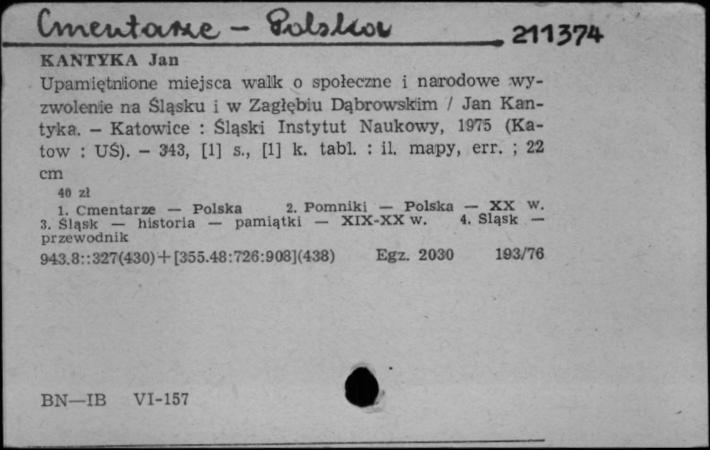 Cmentarze - Polska
211374
KANTYKA Jan
Upamiętnione miejsca walk o społeczne i narodowe wy-
zwolenie na Śląsku i w Zagłębiu Dąbrowskim / Jan Kan-
tyka. — Katowice : Śląski Instytut Naukowy, 1975 (Ka-
tow : UŚ). — 343, [1] s., [1] k. tabl. : il. mapy, err. ; 22
cm
40 zł
1. Cmentarze — Polska 2. Pomniki — Polska — XX w.
3. Śląsk — historia — pamiątki — XIX-XX w. 4. Śląsk —
przewodnik
943.8::327(430)+[355.48:726:908](438) Egz. 2030 193/76
BN—IB VI-157